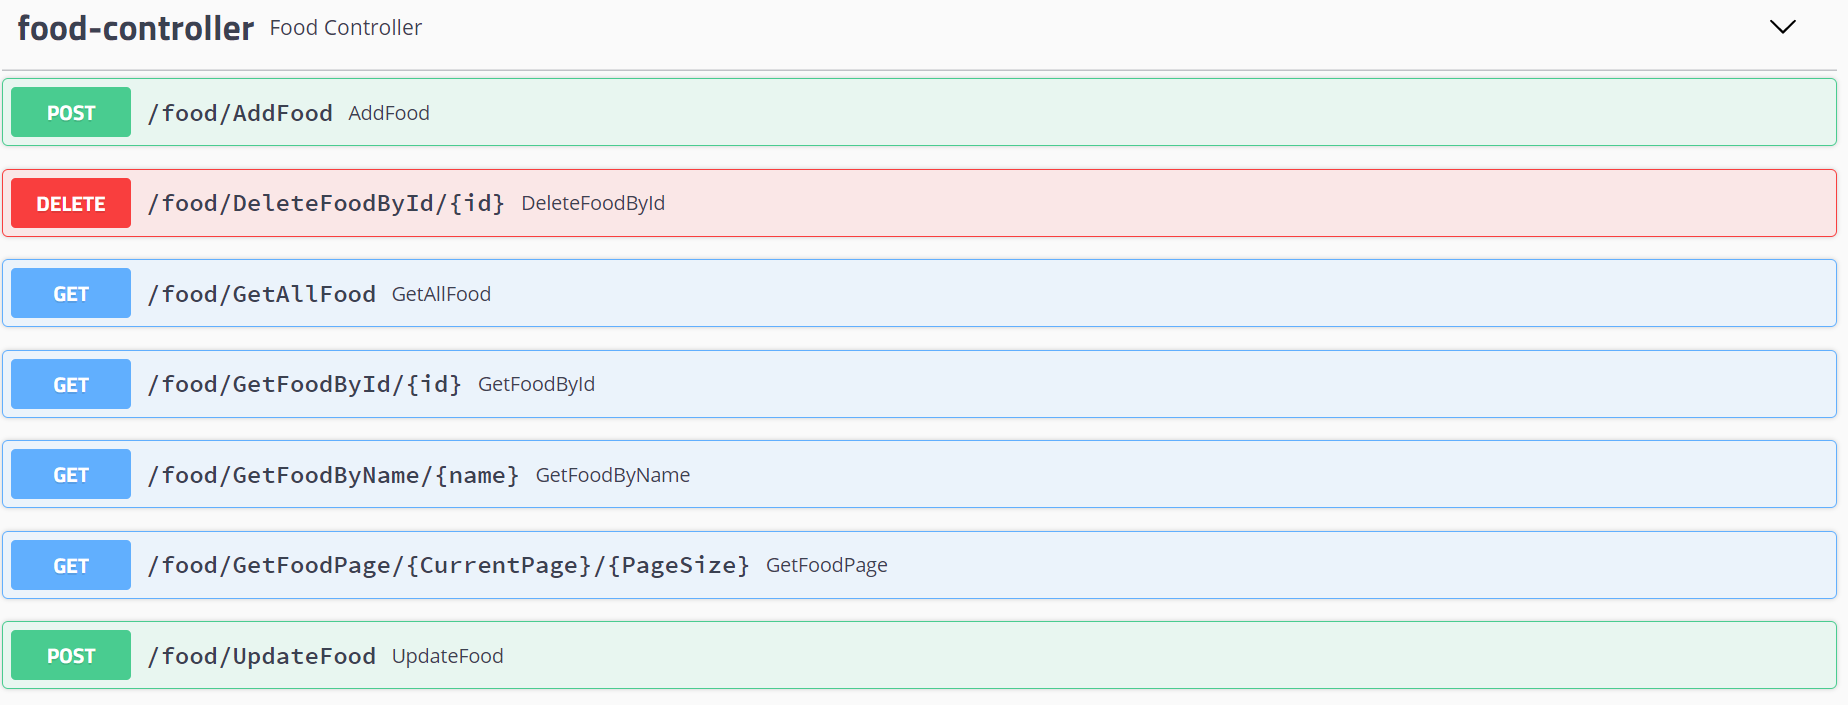 food-controller Food Controller
POST /food/AddFood AddFood
DELETE /food/DeleteFoodById/{id} DeleteFoodById
GET /food/GetAllFood GetAllFood
GET /food/GetFoodById/{id} GetFoodById
GET /food/GetFoodByName/{name} GetFoodByName
GET /food/GetFoodPage/{CurrentPage}/{PageSize} GetFoodPage
POST /food/UpdateFood UpdateFood